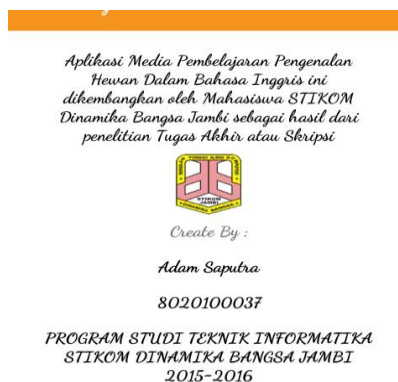 Aplikasi Media Pembelajaran Pengenalan
Hewan Dalam Bahasa Inggris ini
dikembangkan oleh Mahasiswa STIKOM
Dinamika Bangsa Jambi sebagai hasil dari
penelitian Tugas Akhir atau Skripsi
STIKOM
JAMBI
Create By :
Adam Saputra
8020100037
PROGRAM STUDI TEKNIK INFORMATIKA
STIKOM DINAMIKA BANGSA JAMBI
2015-2016